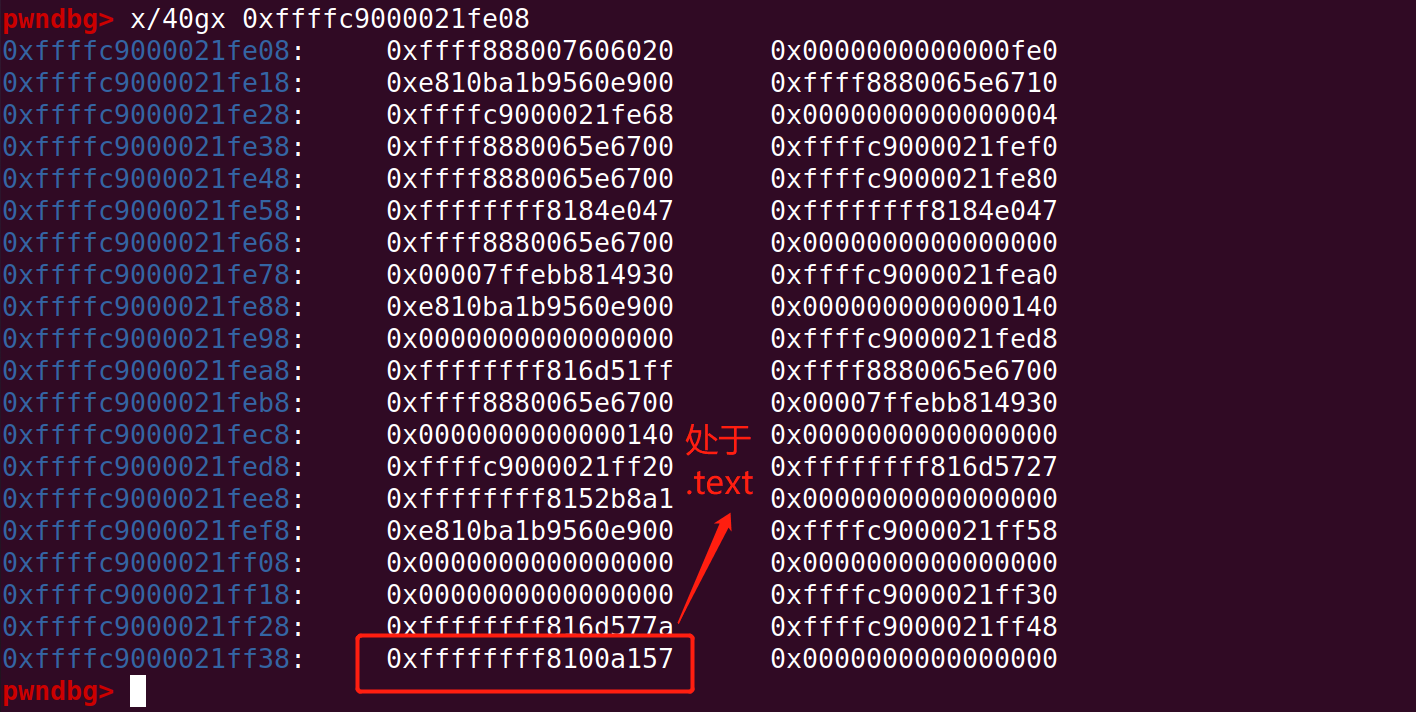 pwndbg> x/40gx 0xffffc9000021fe08
0xffffc9000021fe08: 0xffff888007606020 0x0000000000000fe0
0xffffc9000021fe18: 0xe810ba1b9560e900 0xffff8880065e6710
0xffffc9000021fe28: 0xffffc9000021fe68 0x0000000000000004
0xffffc9000021fe38: 0xffff8880065e6700 0xffffc9000021fef0
0xffffc9000021fe48: 0xffff8880065e6700 0xffffc9000021fe80
0xffffc9000021fe58: 0xffffffff8184e047 0xffffffff8184e047
0xffffc9000021fe68: 0xffff8880065e6700 0x0000000000000000
0xffffc9000021fe78: 0x00007ffebb814930 0xffffc9000021fea0
0xffffc9000021fe88: 0xe810ba1b9560e900 0x0000000000000140
0xffffc9000021fe98: 0x0000000000000000 0xffffc9000021fed8
0xffffc9000021fea8: 0xffffffff816d51ff 0xffff8880065e6700
0xffffc9000021feb8: 0xffff8880065e6700 0x00007ffebb814930
0xffffc9000021fec8: 0x0000000000000140 0x0000000000000000
0xffffc9000021fed8: 0xffffc9000021ff20 0xffffffff816d5727
0xffffc9000021fee8: 0xffffffff8152b8a1 0x0000000000000000
0xffffc9000021fef8: 0xe810ba1b9560e900 0xffffc9000021ff58
0xffffc9000021ff08: 0x0000000000000000 0x0000000000000000
0xffffc9000021ff18: 0x0000000000000000 0xffffc9000021ff30
0xffffc9000021ff28: 0xffffffff816d577a 0xffffc9000021ff48
0xffffc9000021ff38: 0xffffffff8100a157 0x0000000000000000
pwndbg>
处于
.text